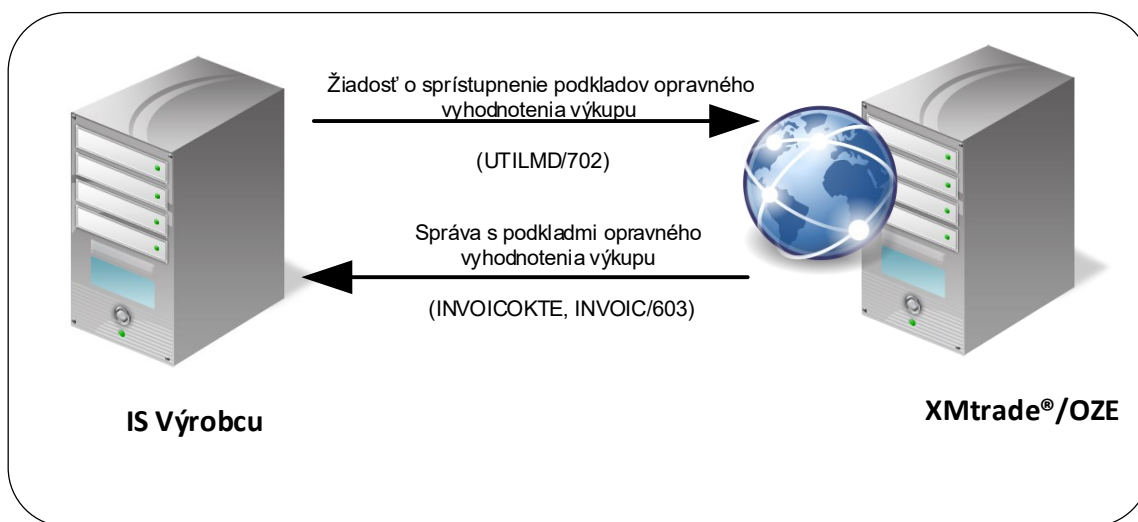 Žiadosť o sprístupnenie podkladov opravného
vyhodnotenia výkupu
(UTILMD/702)
Správa s podkladmi opravného
vyhodnotenia výkupu
(INVOICOKTE, INVOIC/603)
IS Výrobcu
XMtrade®/OZE